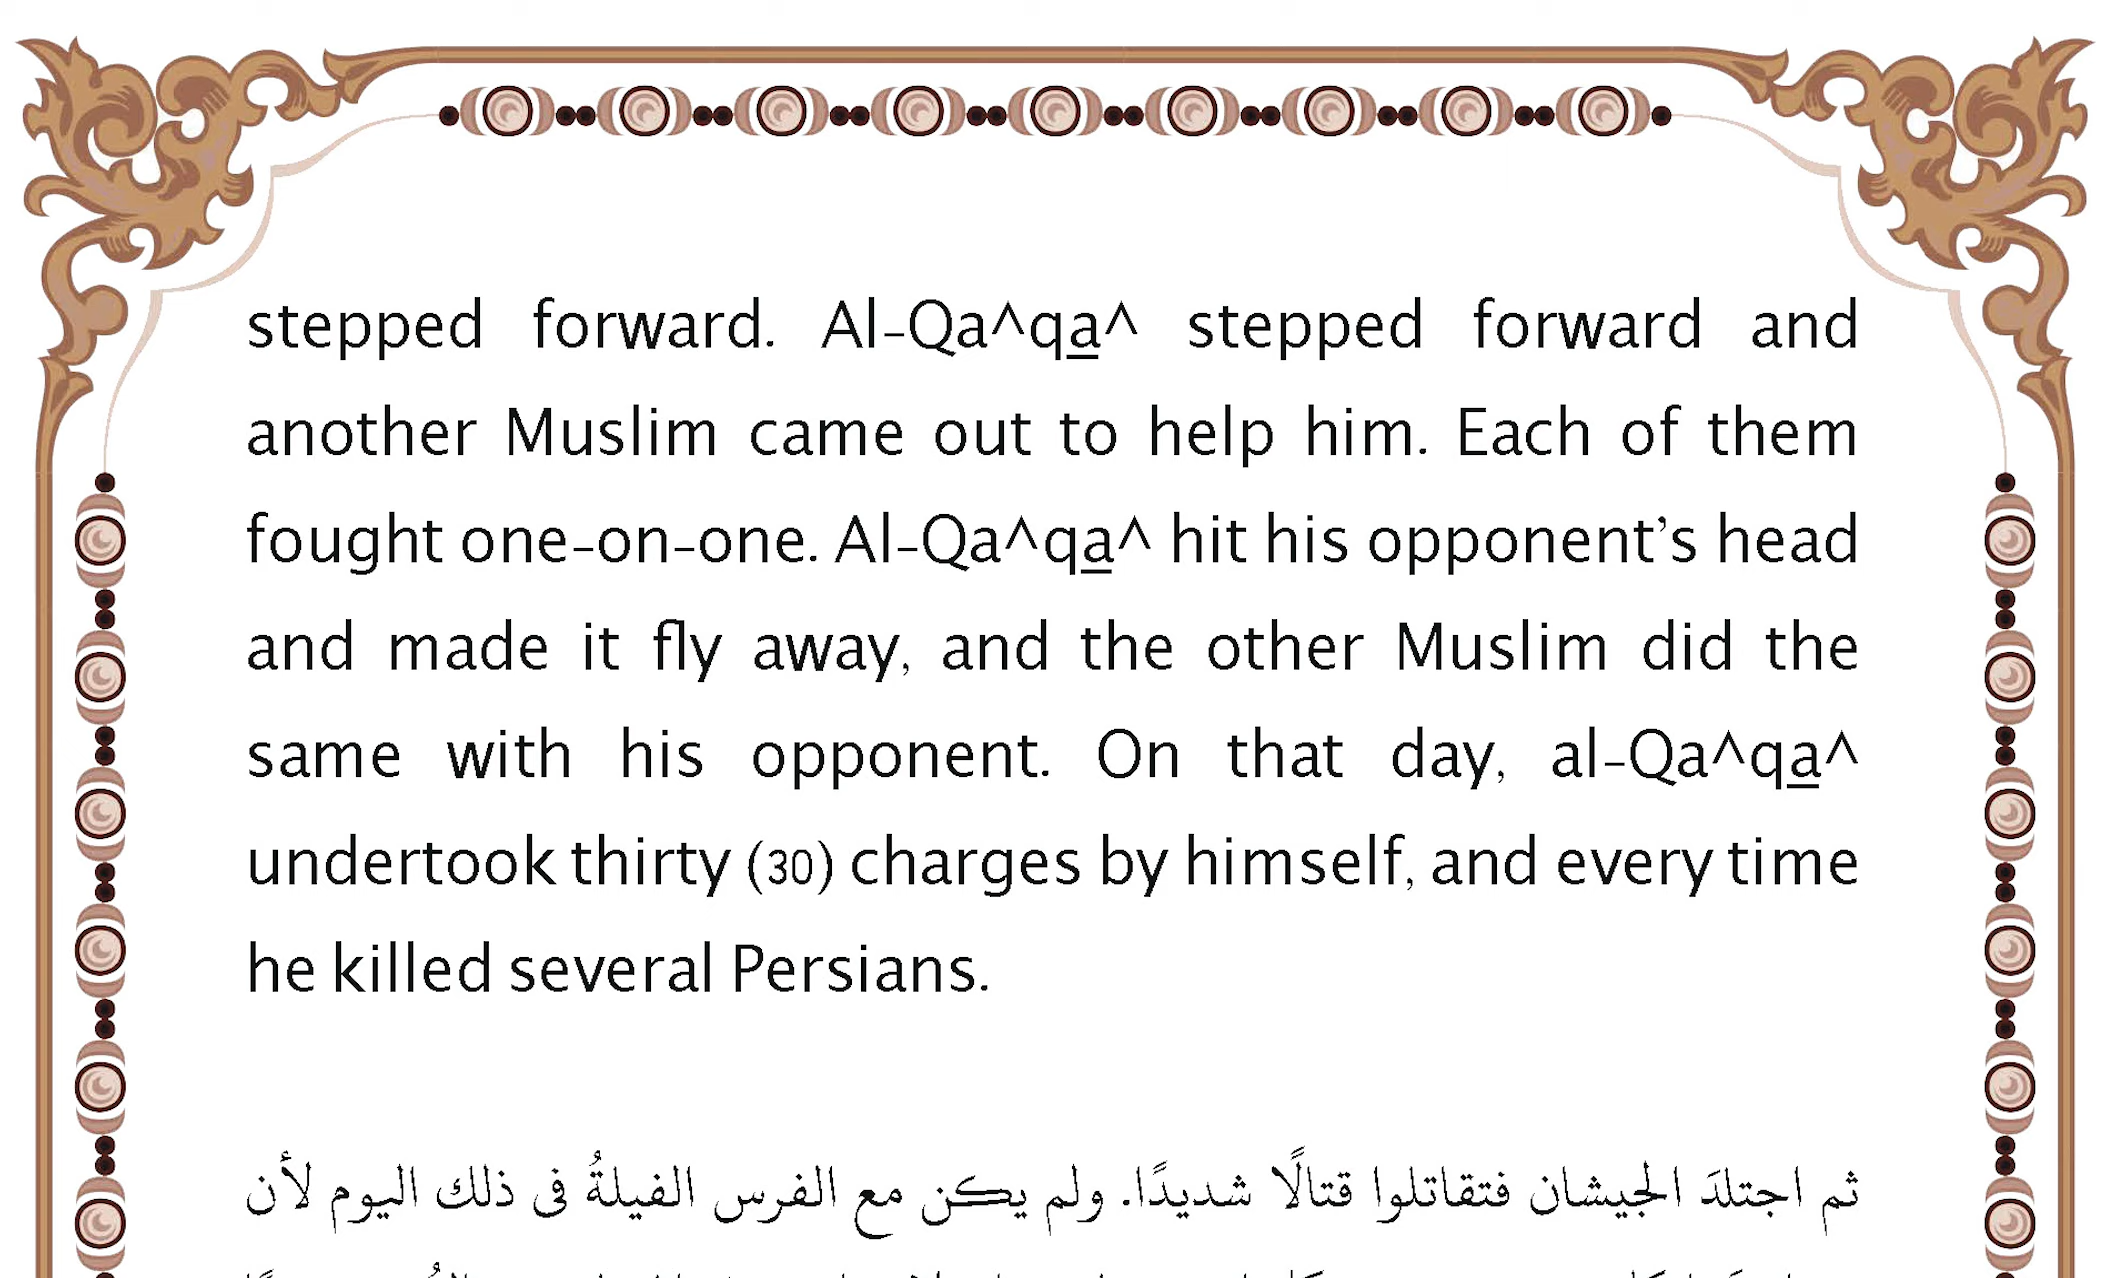 stepped forward. Al-Qa^qa^ stepped forward and
another Muslim came out to help him. Each of them
fought one-on-one. Al-Qa^qa^ hit his opponent’s head
and made it fly away, and the other Muslim did the
same with his opponent. On that day, al-Qa^qa^
undertook thirty (30) charges by himself, and every time
he killed several Persians.
ثم اجتلدَ الجيشان فتقاتلوا قتالًا شديدًا. ولم يكن مع الفرس الفيلةُ فى ذلك اليوم لأن